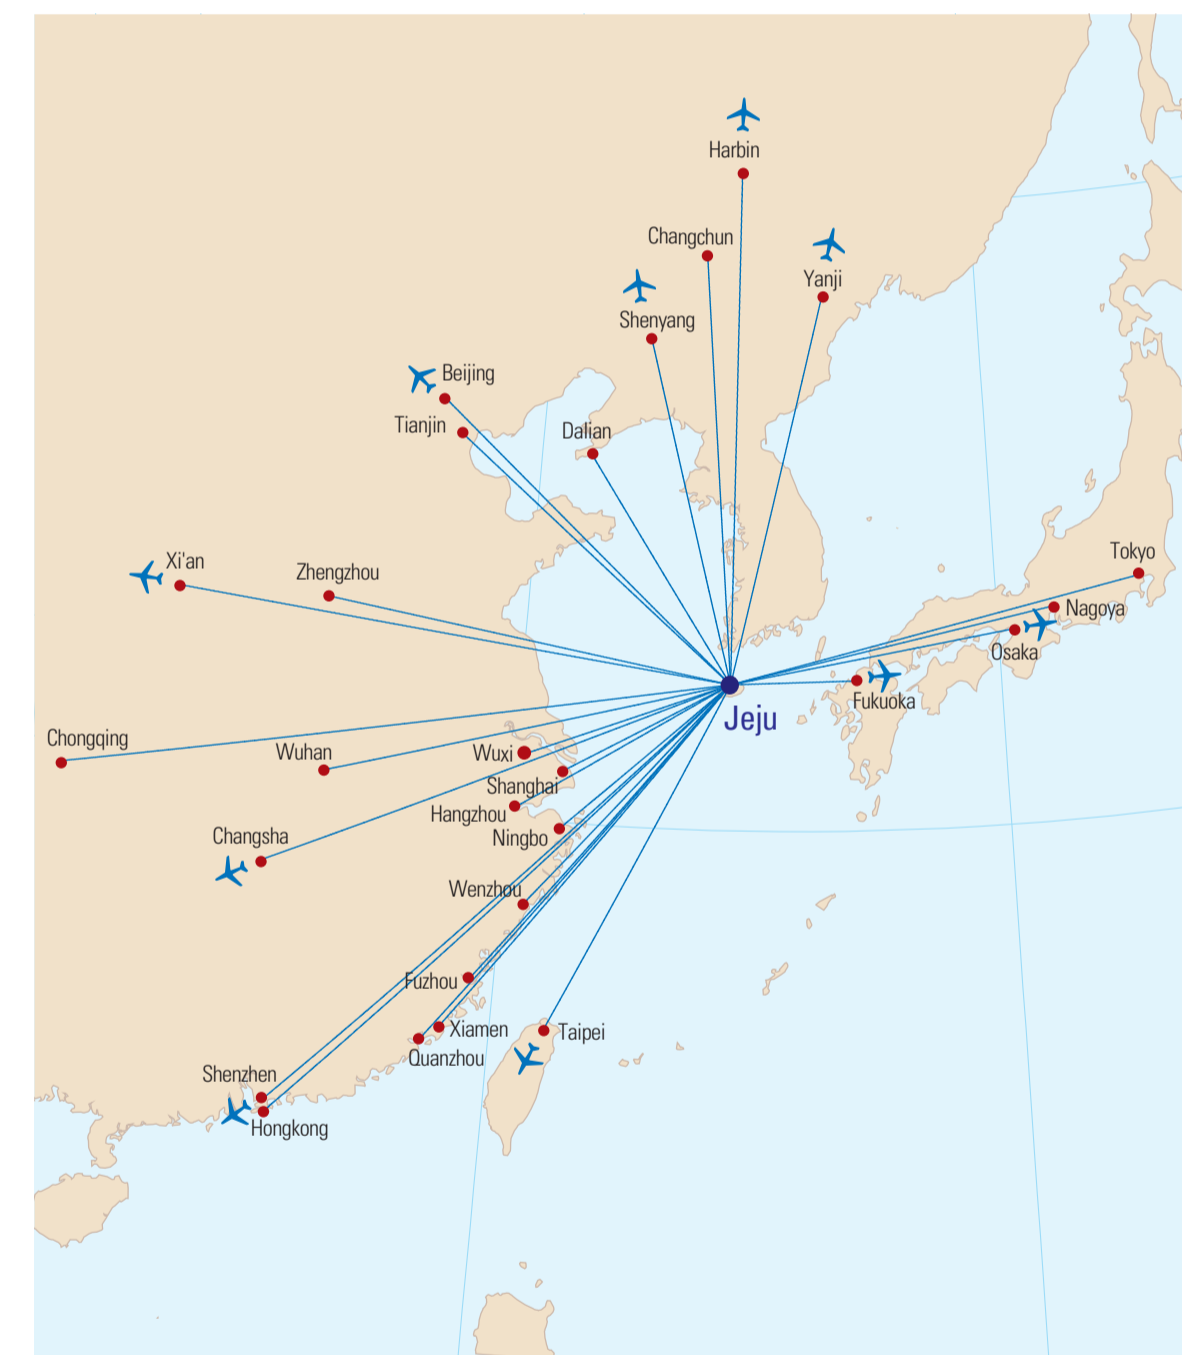 Harbin
Changchun
Yanji
Shenyang
Beijing
Tianjin
Dalian
Tokyo
Xi'an
Zhengzhou
Nagoya
Osaka
Fukuoka
Jeju
Chongqing
Wuhan
Wuxi
Shanghai
Hangzhou
Changsha
Ningbo
Wenzhou
Fuzhou
Xiamen
Taipei
Quanzhou
Shenzhen
Hongkong